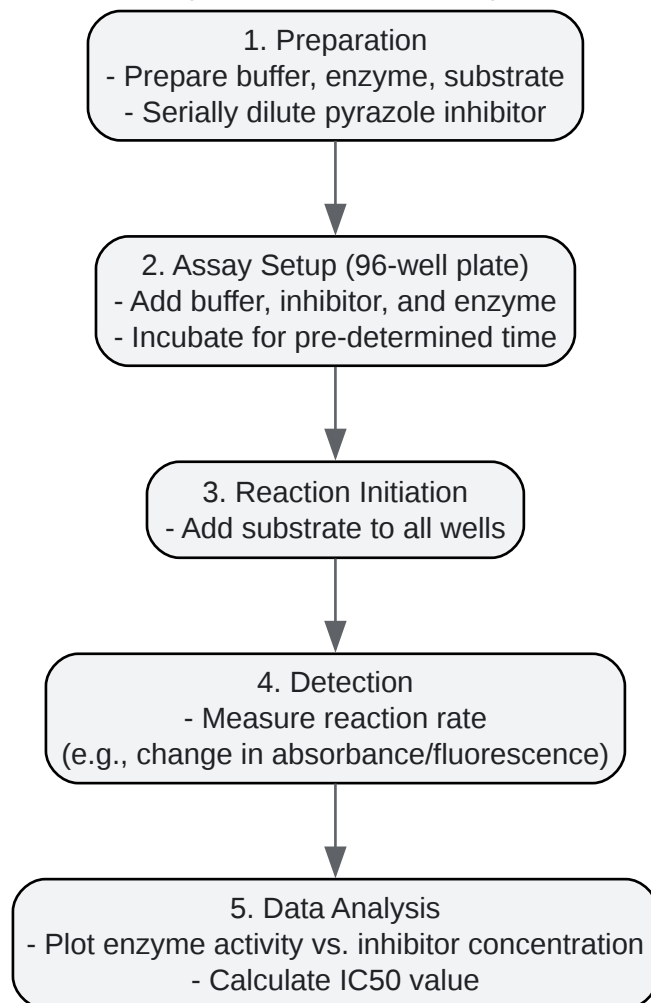 1. Preparation
- Prepare buffer, enzyme, substrate
- Serially dilute pyrazole inhibitor
2. Assay Setup (96-well plate)
- Add buffer, inhibitor, and enzyme
- Incubate for pre-determined time
3. Reaction Initiation
- Add substrate to all wells
4. Detection
- Measure reaction rate
(e.g., change in absorbance/fluorescence)
5. Data Analysis
- Plot enzyme activity vs. inhibitor concentration
- Calculate IC50 value